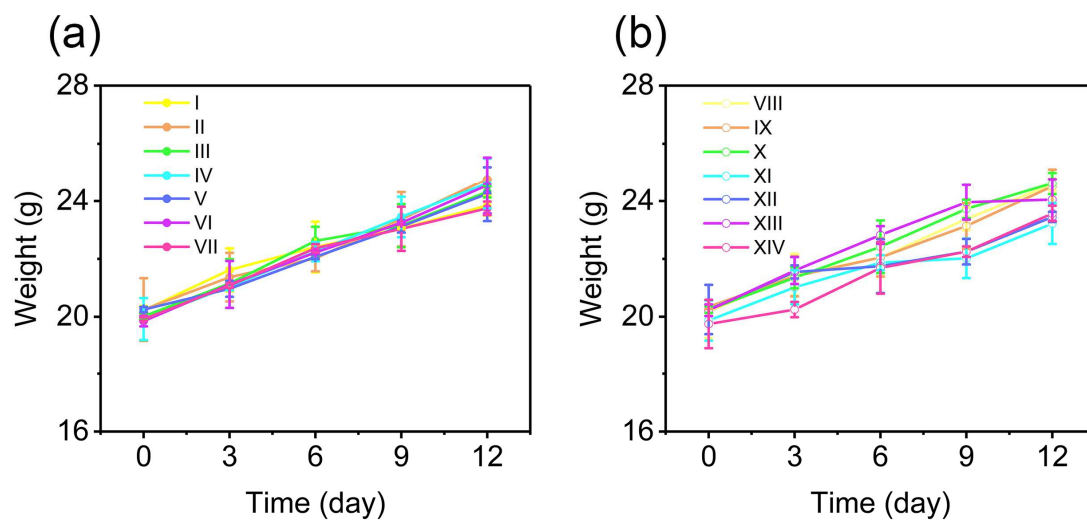 (a)
28
24
20
16
Weight (g)
I
II
III
IV
V
VI
VII
0 3 6 9 12
Time (day)
(b)
28
24
20
16
Weight (g)
VIII
IX
X
XI
XII
XIII
XIV
0 3 6 9 12
Time (day)